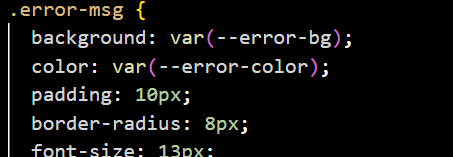 .error-msg {
background: var(--error-bg);
color: var(--error-color);
padding: 10px;
border-radius: 8px;
font-size: 13px;